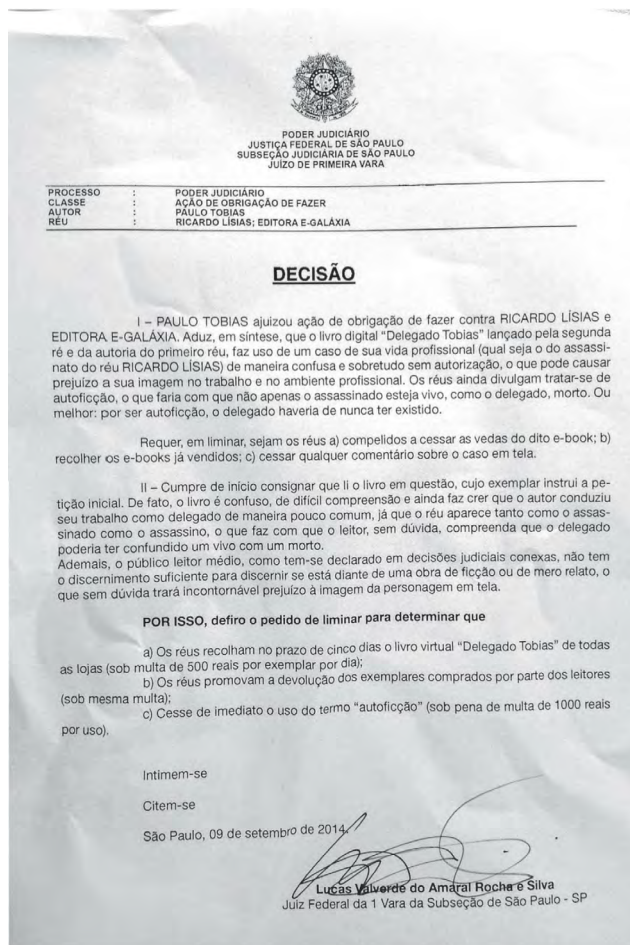 PODER JUDICIÁRIO
JUSTIÇA FEDERAL DE SÃO PAULO
SUBSEÇÃO JUDICIÁRIA DE SÃO PAULO
JUÍZO DE PRIMEIRA VARA
PROCESSO : PODER JUDICIÁRIO
CLASSE : AÇÃO DE OBRIGAÇÃO DE FAZER
AUTOR : PAULO TOBIAS
RÉU : RICARDO LÍSIAS; EDITORA E-GALÁXIA
DECISÃO
I – PAULO TOBIAS ajuizou ação de obrigação de fazer contra RICARDO LÍSIAS e
EDITORA E-GALÁXIA. Aduz, em síntese, que o livro digital "Delegado Tobias" lançado pela segunda
ré e da autoria do primeiro réu, faz uso de um caso de sua vida profissional (qual seja o do assassi-
nato do réu RICARDO LÍSIAS) de maneira confusa e sobretudo sem autorização, o que pode causar
prejuízo a sua imagem no trabalho e no ambiente profissional. Os réus ainda divulgam tratar-se de
autoficção, o que faria com que não apenas o assassinado esteja vivo, como o delegado, morto. Ou
melhor: por ser autoficção, o delegado haveria de nunca ter existido.
Requer, em liminar, sejam os réus a) compelidos a cessar as vedas do dito e-book; b)
recolher os e-books já vendidos; c) cessar qualquer comentário sobre o caso em tela.
II – Cumpre de início consignar que li o livro em questão, cujo exemplar instrui a pe-
tição inicial. De fato, o livro é confuso, de difícil compreensão e ainda faz crer que o autor conduziu
seu trabalho como delegado de maneira pouco comum, já que o réu aparece tanto como o assas-
sinado como o assassino, o que faz com que o leitor, sem dúvida, compreenda que o delegado
poderia ter confundido um vivo com um morto.
Ademais, o público leitor médio, como tem-se declarado em decisões judiciais conexas, não tem
o discernimento suficiente para discernir se está diante de uma obra de ficção ou de mero relato, o
que sem dúvida trará incontornável prejuízo à imagem da personagem em tela.
POR ISSO, defiro o pedido de liminar para determinar que
a) Os réus recolham no prazo de cinco dias o livro virtual "Delegado Tobias" de todas
as lojas (sob multa de 500 reais por exemplar por dia);
b) Os réus promovam a devolução dos exemplares comprados por parte dos leitores
(sob mesma multa);
c) Cesse de imediato o uso do termo "autoficção" (sob pena de multa de 1000 reais
por uso).
Intimem-se
Citem-se
São Paulo, 09 de setembro de 2014.
Lucas Valverde do Amaral Rocha e Silva
Juiz Federal da 1 Vara da Subseção de São Paulo - SP